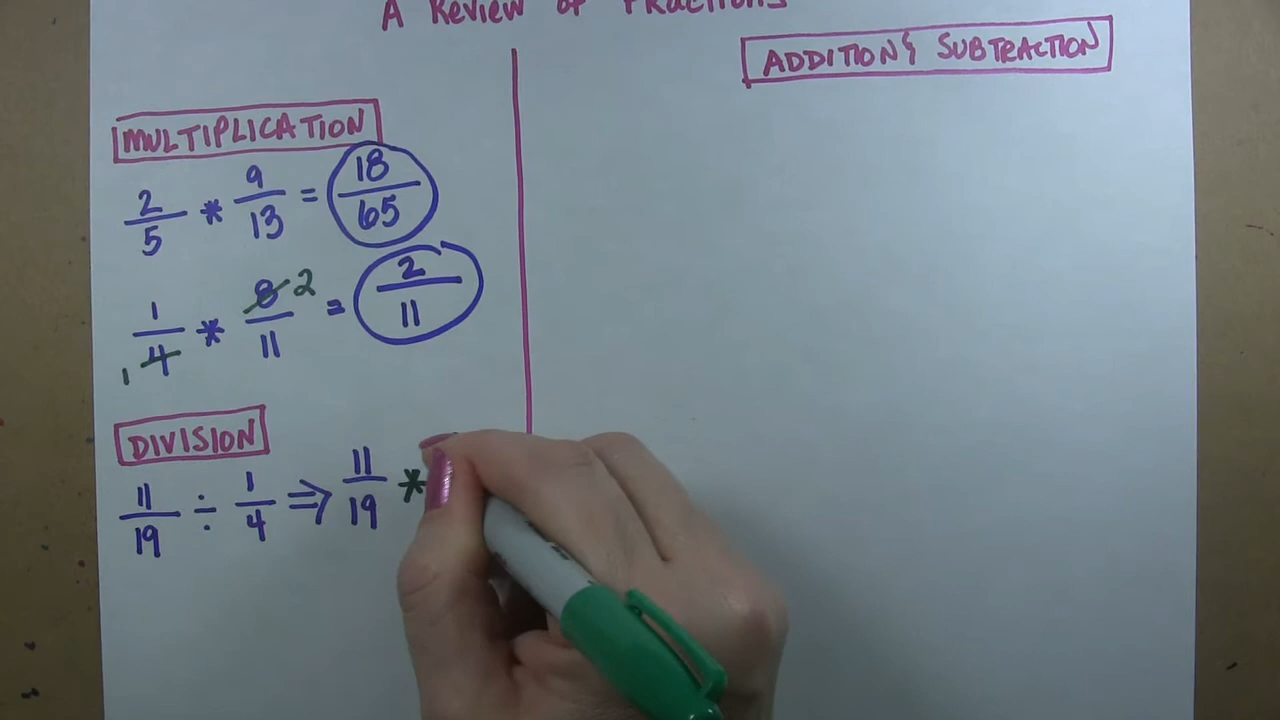 A Review of Fractions
ADDITION & SUBTRACTION
MULTIPLICATION
2/5 * 9/13 = 18/65
1/4 1 * 8/11 2 = 2/11
DIVISION
11/19 ÷ 1/4 ⇒ 11/19 *